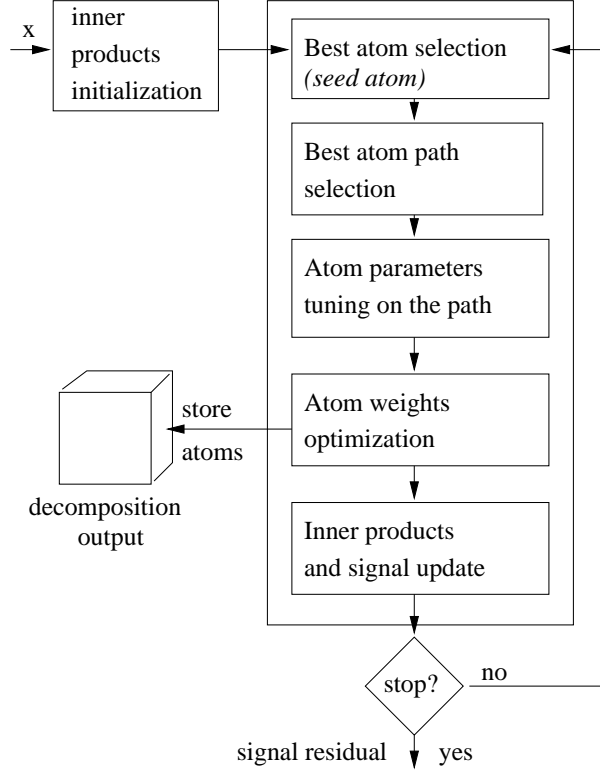 x
inner
products
initialization
Best atom selection
(seed atom)
Best atom path
selection
Atom parameters
tuning on the path
Atom weights
optimization
store
atoms
decomposition
output
Inner products
and signal update
stop?
no
signal residual
yes